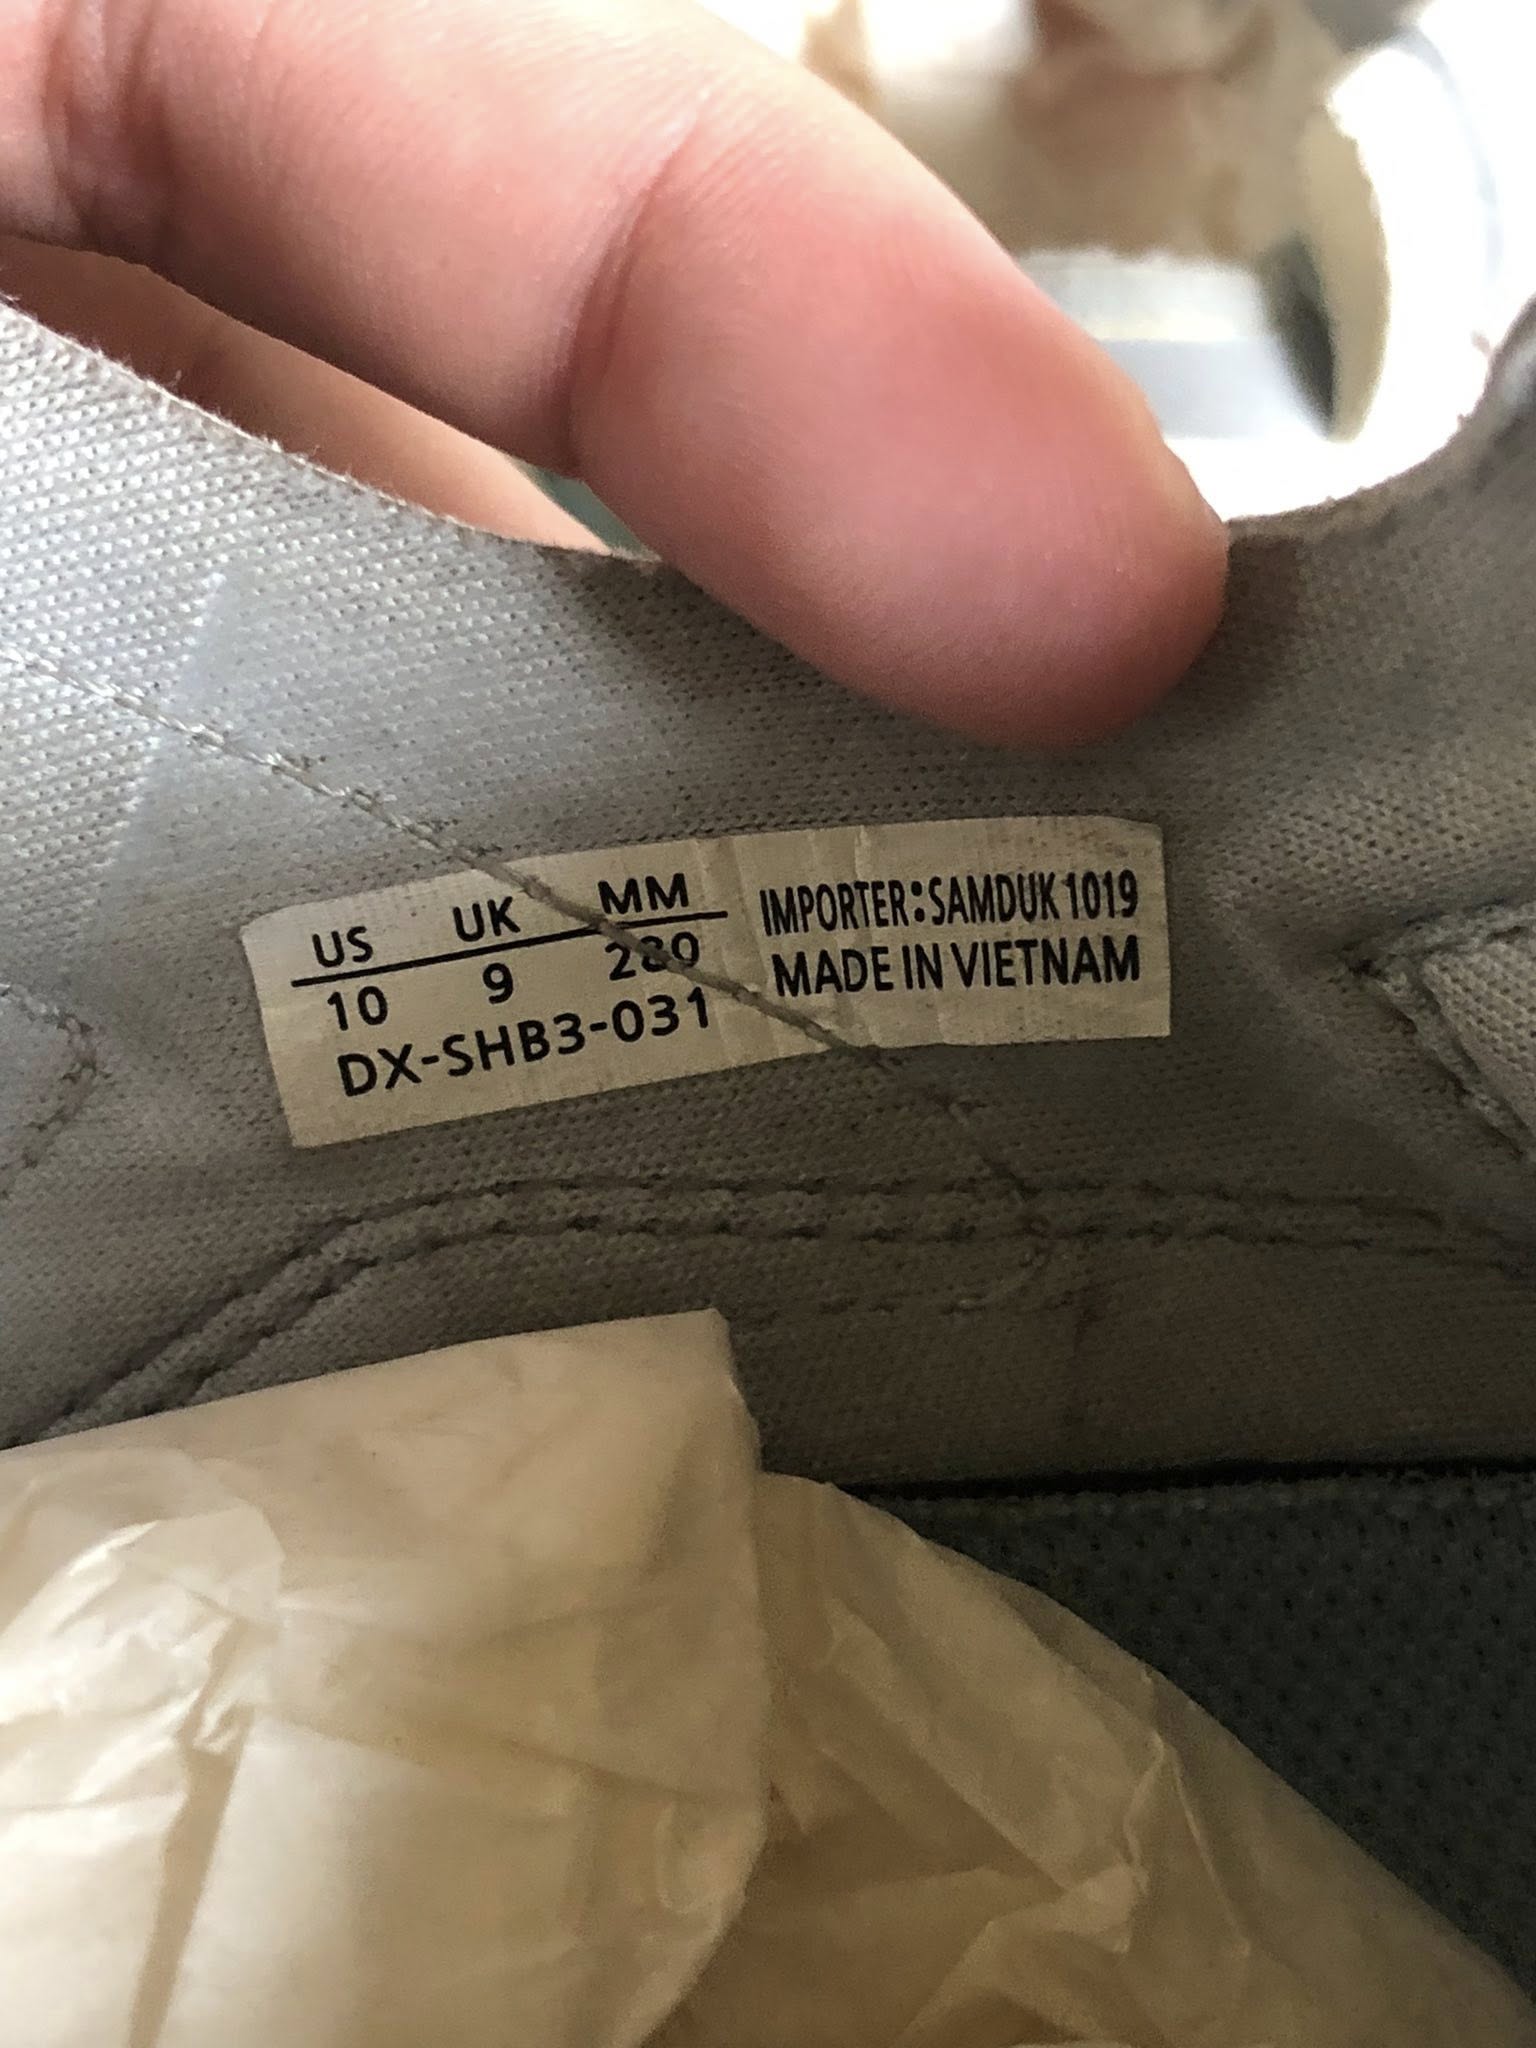 US UK MM
10 9 280
DX-SHB3-031
IMPORTER:SAMDUK 1019
MADE IN VIETNAM